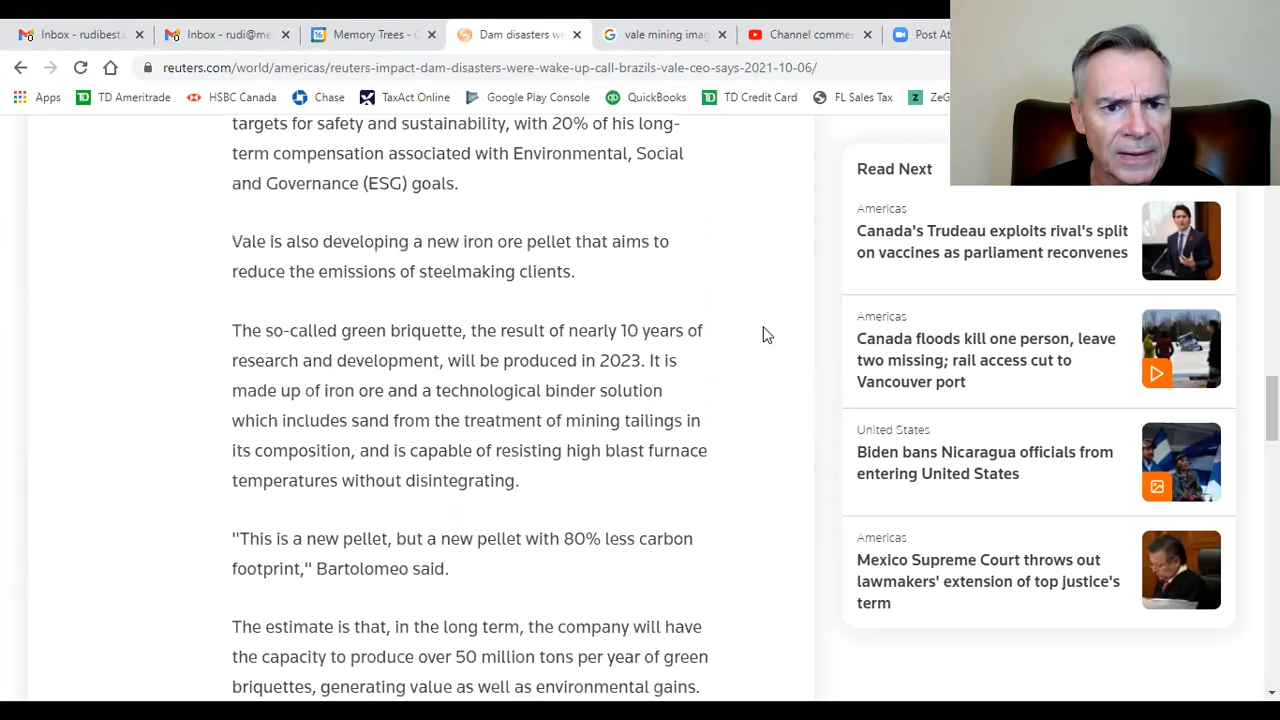 Inbox - rudibest.
Inbox - rudi@me
Memory Trees -
Dam disasters we
vale mining imag
Channel comme
Post At
reuters.com/world/americas/reuters-impact-dam-disasters-were-wake-up-call-brazils-vale-ceo-says-2021-10-06/
Apps
TD Ameritrade
HSBC Canada
Chase
TaxAct Online
Google Play Console
QuickBooks
TD Credit Card
FL Sales Tax
ZeG
targets for safety and sustainability, with 20% of his long-
term compensation associated with Environmental, Social
and Governance (ESG) goals.
Vale is also developing a new iron ore pellet that aims to
reduce the emissions of steelmaking clients.
The so-called green briquette, the result of nearly 10 years of
research and development, will be produced in 2023. It is
made up of iron ore and a technological binder solution
which includes sand from the treatment of mining tailings in
its composition, and is capable of resisting high blast furnace
temperatures without disintegrating.
"This is a new pellet, but a new pellet with 80% less carbon
footprint," Bartolomeo said.
The estimate is that, in the long term, the company will have
the capacity to produce over 50 million tons per year of green
briquettes, generating value as well as environmental gains.
Read Next
Americas
Canada's Trudeau exploits rival's split
on vaccines as parliament reconvenes
Americas
Canada floods kill one person, leave
two missing; rail access cut to
Vancouver port
United States
Biden bans Nicaragua officials from
entering United States
Americas
Mexico Supreme Court throws out
lawmakers' extension of top justice's
term